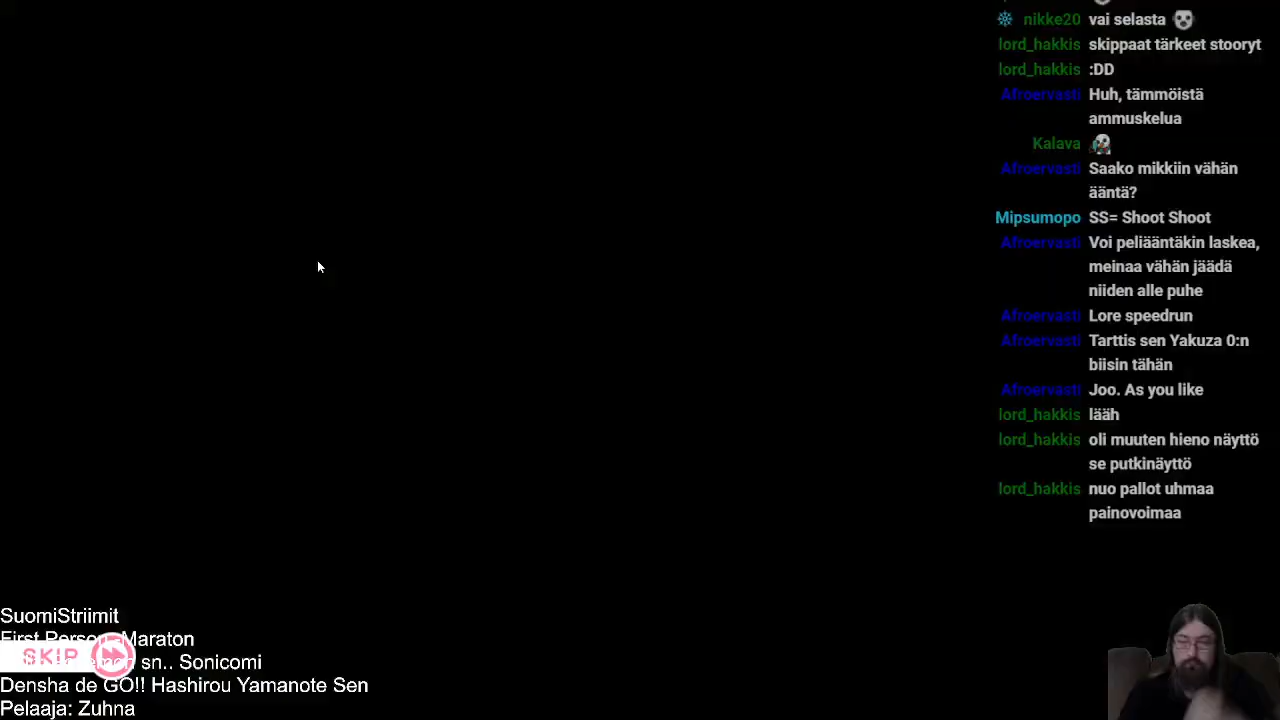 nikke20 vai selasta
lord_hakkis skippaat tärkeet stooryt
lord_hakkis :DD
Afroervasti Huh, tämmöistä
ammuskelua
Kalava
Afroervasti Saako mikkiin vähän
ääntä?
Mipsumopo SS= Shoot Shoot
Afroervasti Voi peliääntäkin laskea,
meinaa vähän jäädä
niiden alle puhe
Afroervasti Lore speedrun
Afroervasti Tarttis sen Yakuza 0:n
biisin tähän
Afroervasti Joo. As you like
lord_hakkis lääh
lord_hakkis oli muuten hieno näyttö
se putkinäyttö
lord_hakkis nuo pallot uhmaa
painovoimaa
SuomiStriimit
First Person Maraton
SKIP
sn.. Sonicomi
Densha de GO!! Hashirou Yamanote Sen
Pelaaja: Zuhna